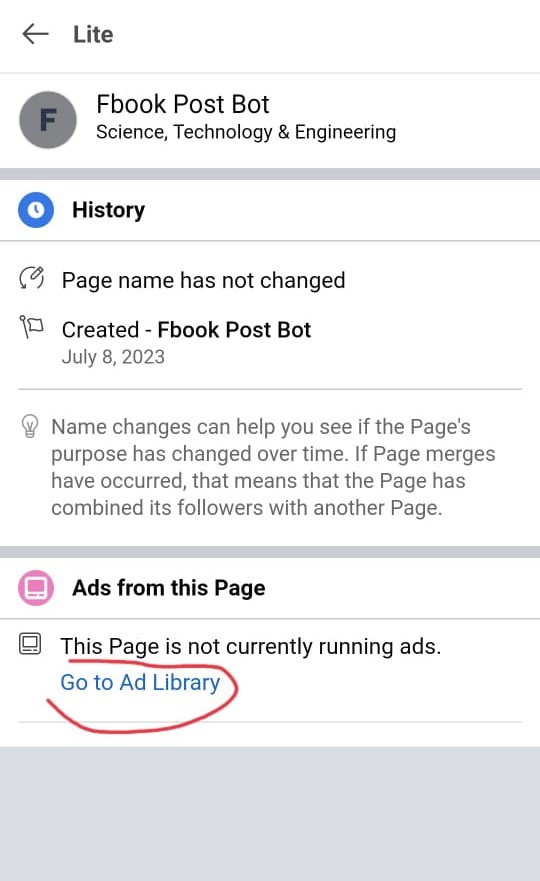 Lite
Fbook Post Bot
F
Science, Technology & Engineering
History
Page name has not changed
Created - Fbook Post Bot
July 8, 2023
Name changes can help you see if the Page's
purpose has changed over time. If Page merges
have occurred, that means that the Page has
combined its followers with another Page.
Ads from this Page
This Page is not currently running ads.
Go to Ad Library